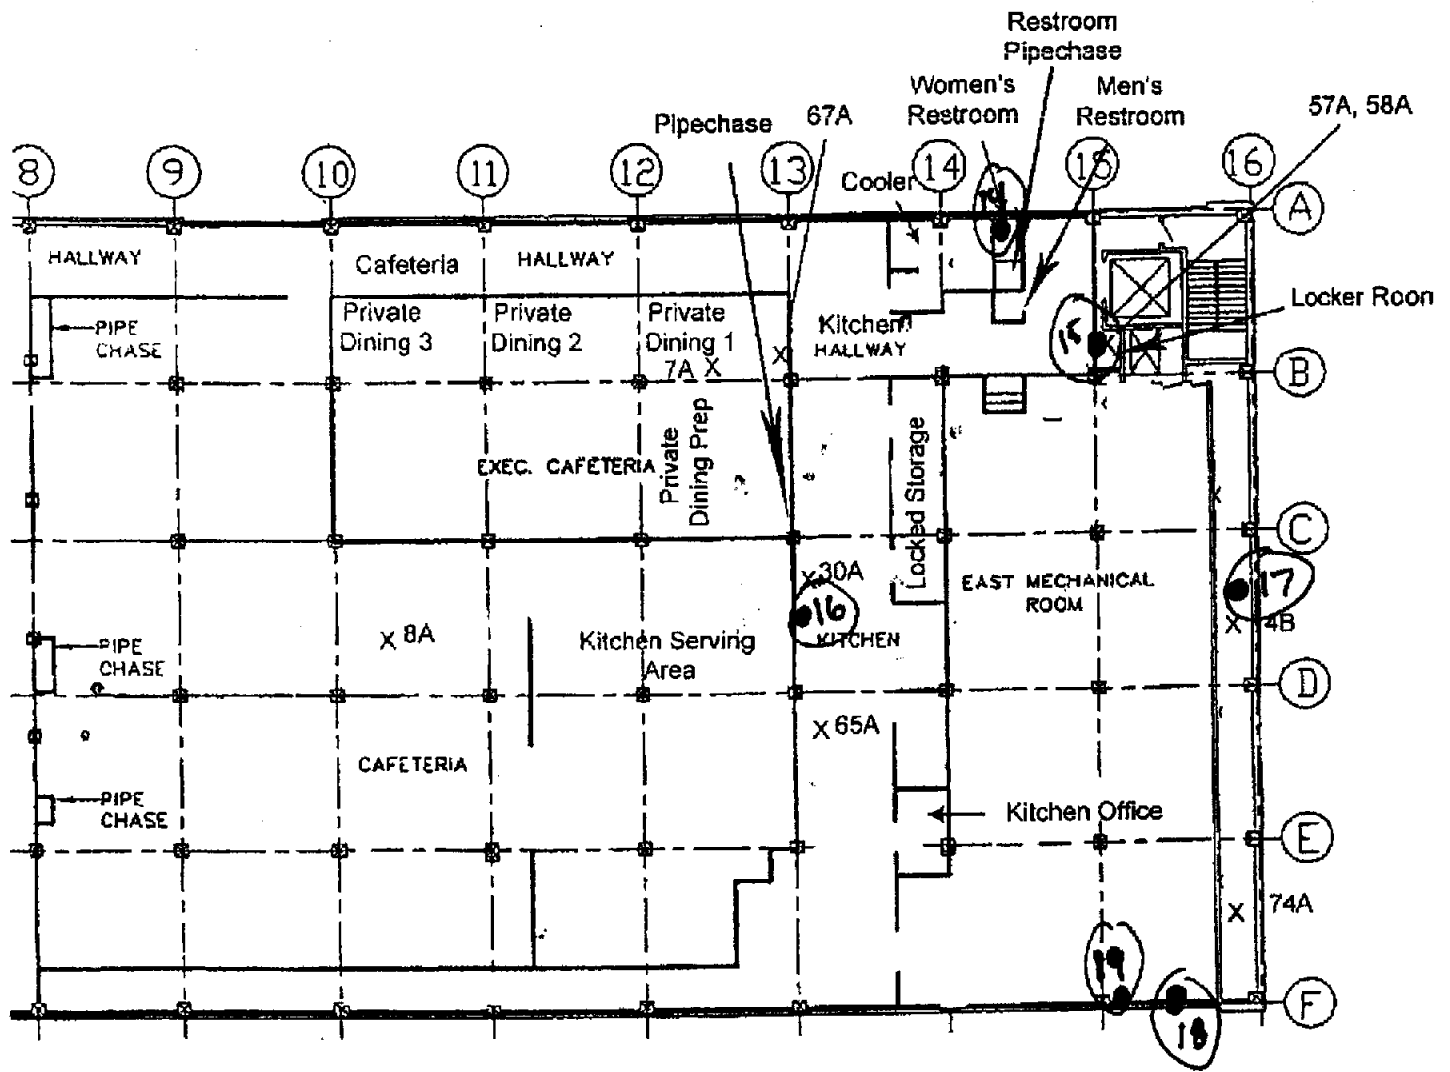 Restroom
Pipechase
Women's
Restroom
Men's
Restroom
57A, 58A
Pipechase
67A
8
9
10
11
12
13
14
15
16
Cooler
A
HALLWAY
Cafeteria
HALLWAY
Locker Roon
PIPE
CHASE
Private
Dining 3
Private
Dining 2
Private
Dining 1
Kitchen
HALLWAY
15
7A X
X
B
EXEC. CAFETERIA
Private
Dining Prep
Locked Storage
X
C
X 30A
EAST MECHANICAL
ROOM
17
16
X 8A
Kitchen Serving
Area
KITCHEN
X 74B
PIPE
CHASE
D
X 65A
CAFETERIA
PIPE
CHASE
Kitchen Office
E
X 74A
19
18
F